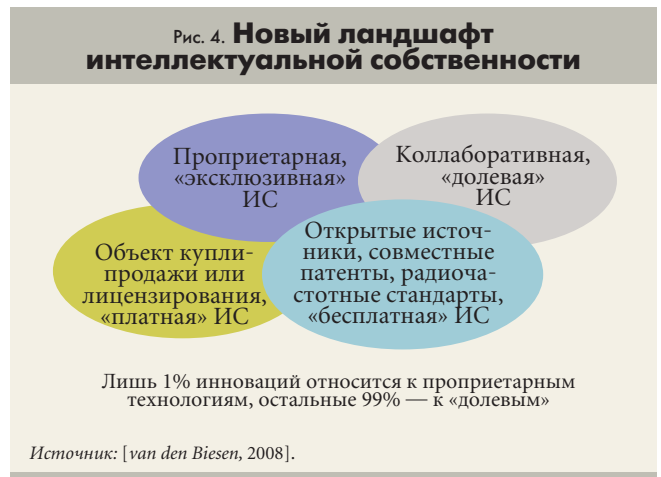 Рис. 4. Новый ландшафт
интеллектуальной собственности
Проприетарная,
«эксклюзивная»
ИС
Коллаборативная,
«долевая»
ИС
Объект купли-
продажи или
лицензирования,
«платная» ИС
Открытые источ-
ники, совместные
патенты, радиоча-
стотные стандарты,
«бесплатная» ИС
Лишь 1% инноваций относится к проприетарным
технологиям, остальные 99% — к «долевым»
Источник: [van den Biesen, 2008].